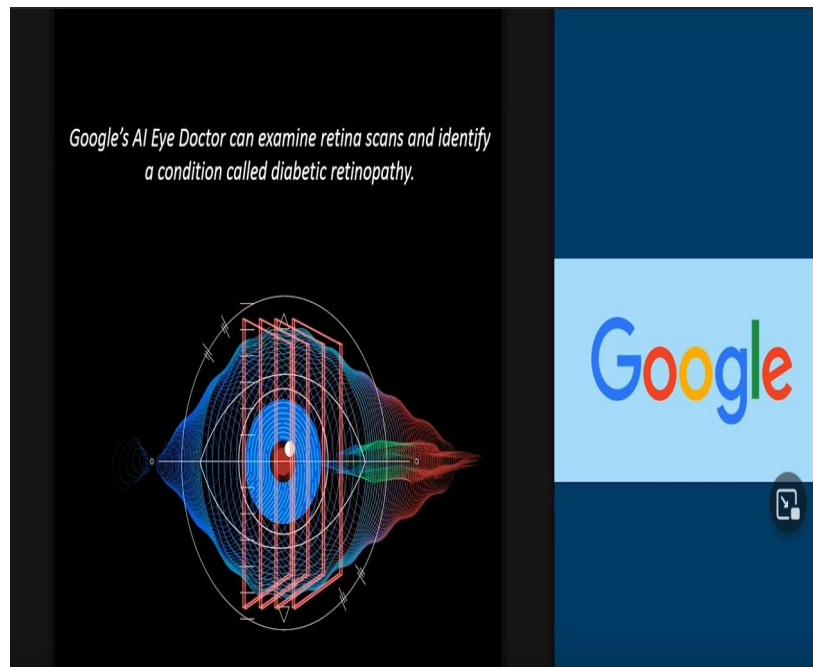 Google's AI Eye Doctor can examine retina scans and identify
a condition called diabetic retinopathy.
Google